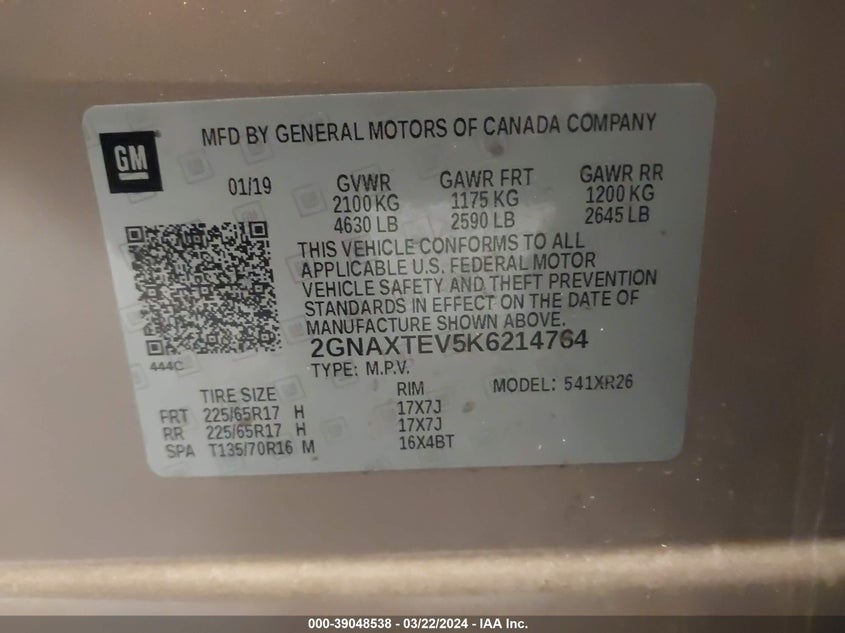 GM
MFD BY GENERAL MOTORS OF CANADA COMPANY
01/19 GVWR GAWR FRT GAWR RR
2100 KG 1175 KG 1200 KG
4630 LB 2590 LB 2645 LB
THIS VEHICLE CONFORMS TO ALL
APPLICABLE U.S. FEDERAL MOTOR
VEHICLE SAFETY AND THEFT PREVENTION
STANDARDS IN EFFECT ON THE DATE OF
MANUFACTURE SHOWN ABOVE.
2GNAXTEV5K6214764
444C
TYPE: M.P.V.
MODEL: 541XR26
TIRE SIZE RIM
FRT 225/65R17 H 17X7J
RR 225/65R17 H 17X7J
SPA T135/70R16 M 16X4BT
000-39048538 - 03/22/2024 - IAA Inc.